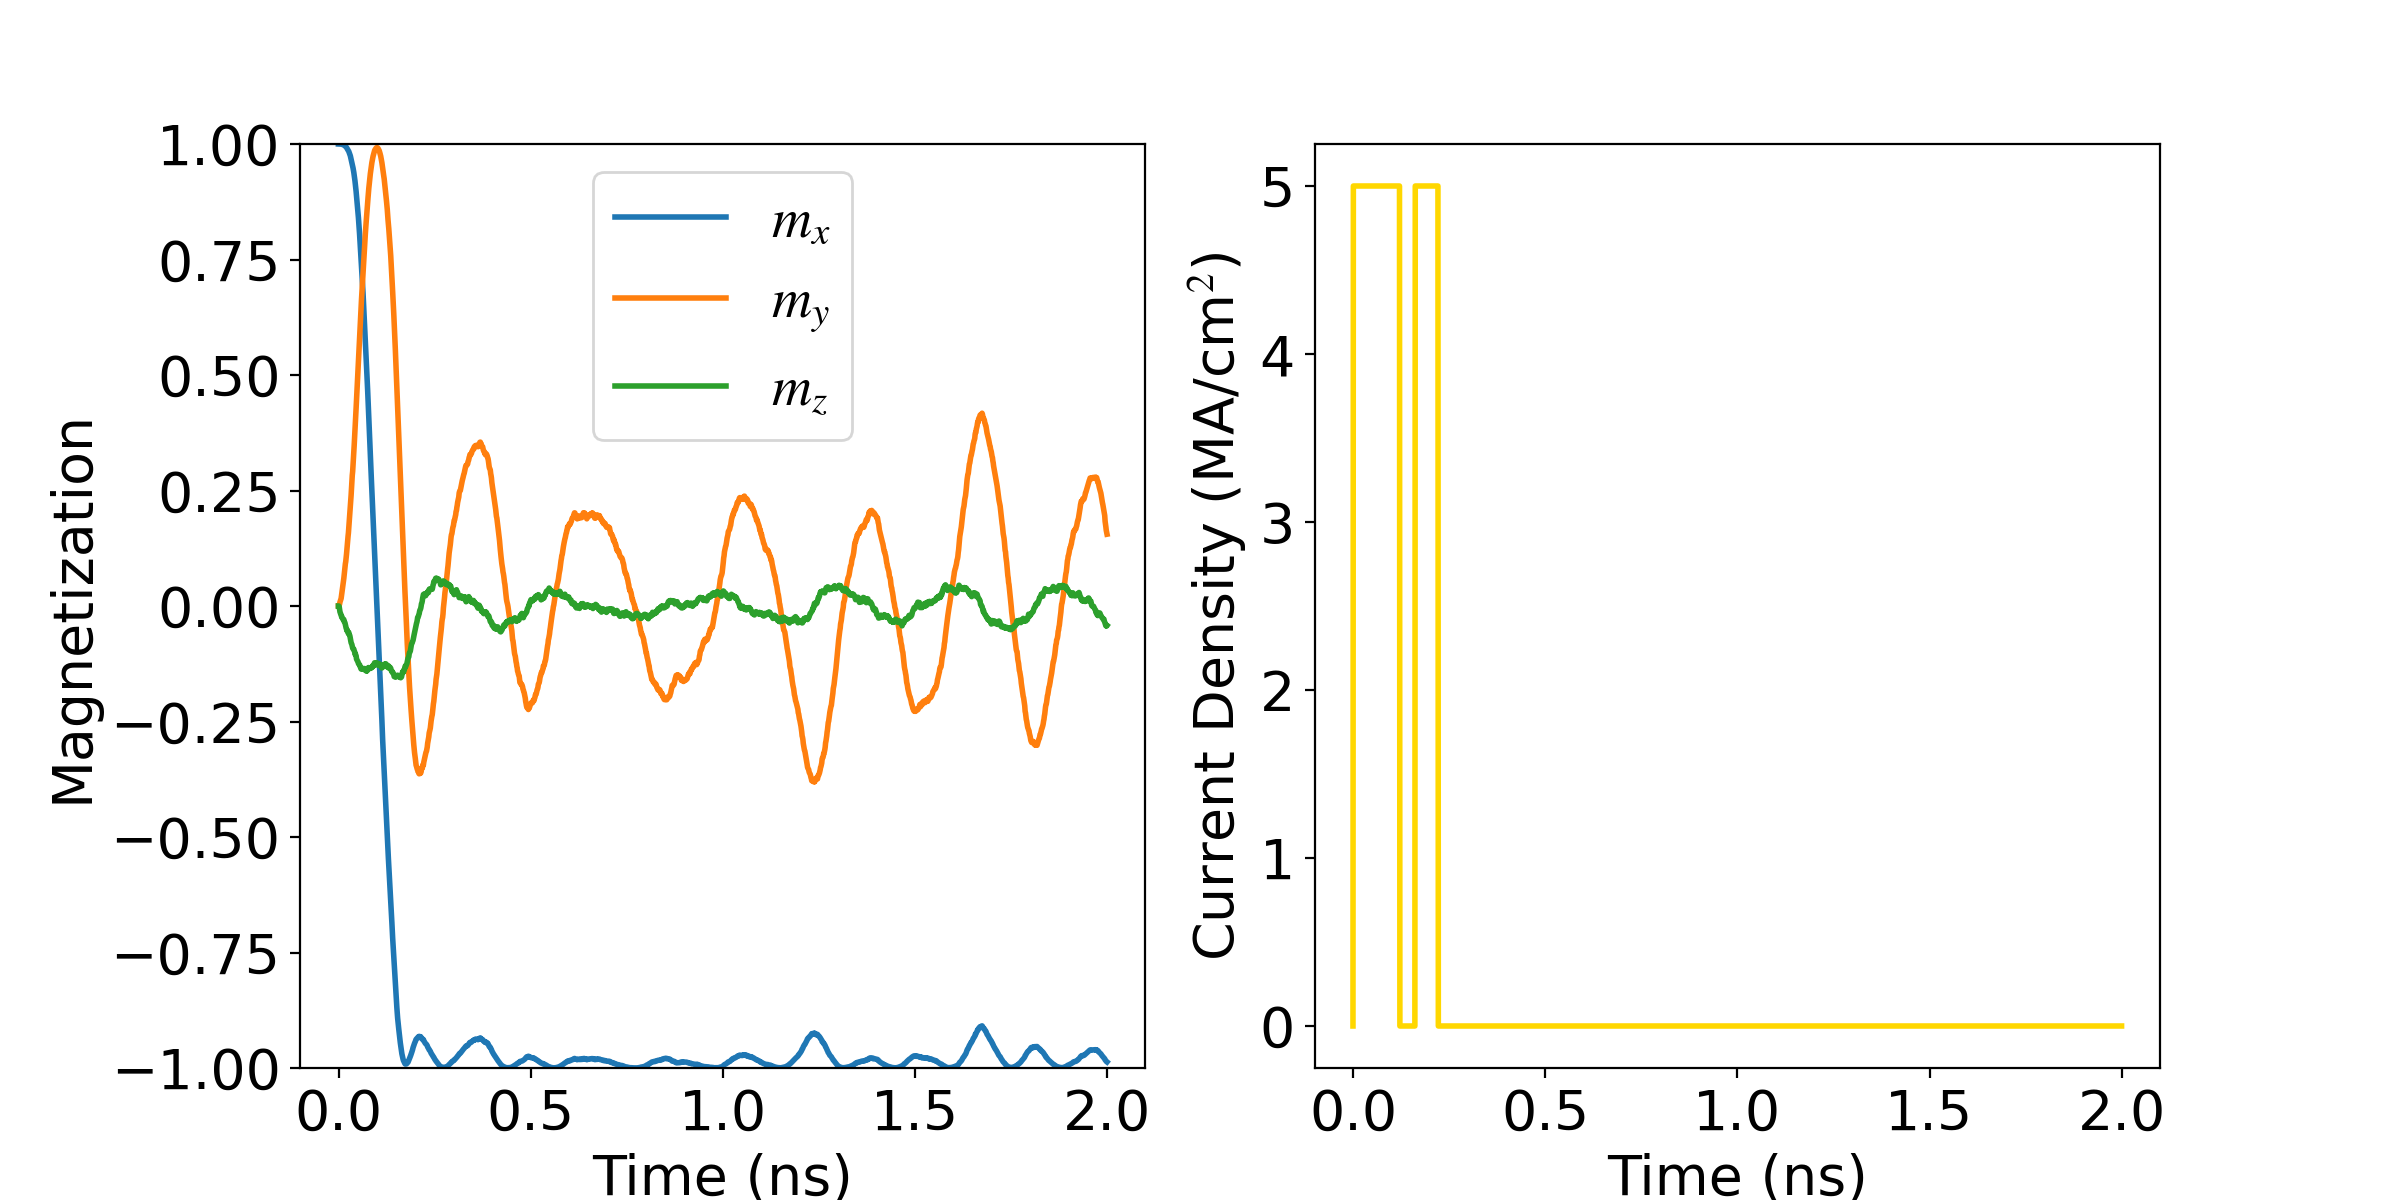 1.00
0.75
0.50
0.25
0.00
−0.25
−0.50
−0.75
−1.00
Magnetization
0.0 0.5 1.0 1.5 2.0
Time (ns)
m_x
m_y
m_z
5
4
3
2
1
0
Current Density (MA/cm²)
0.0 0.5 1.0 1.5 2.0
Time (ns)